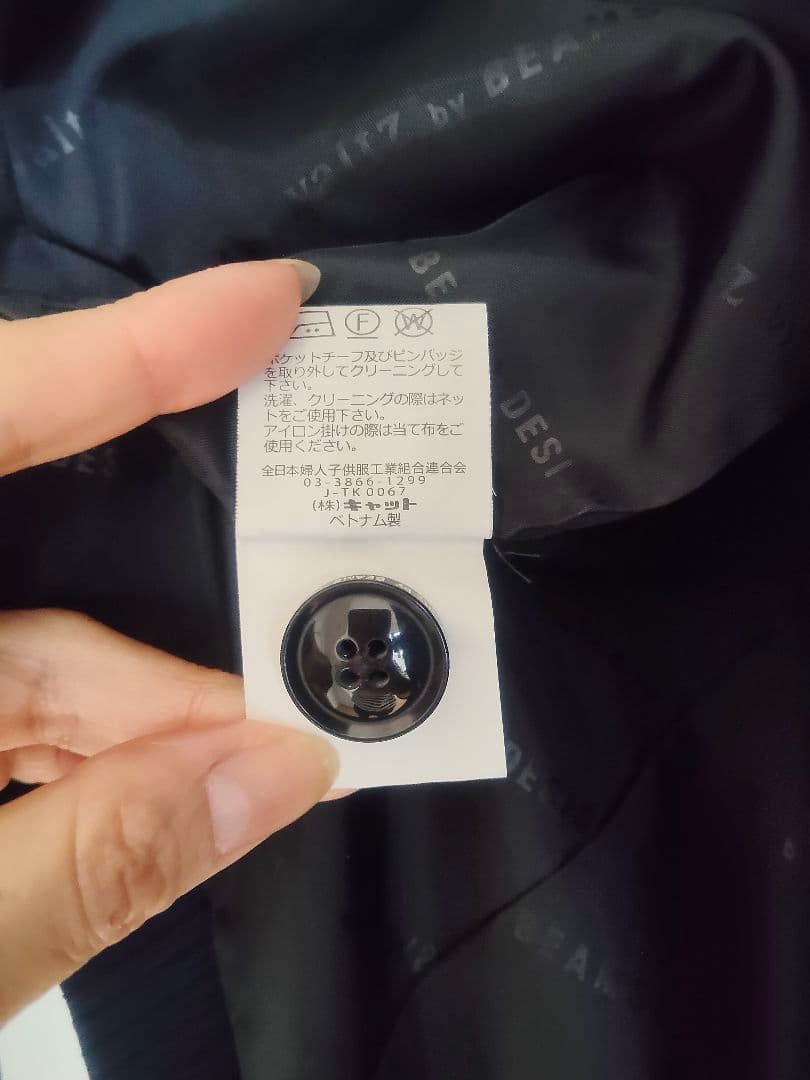 by BEAMS
BE
DESI
F W
ポケットチーフ及びピンバッジ
を取り外してクリーニングして
下さい。
洗濯、クリーニングの際はネッ
トをご使用下さい。
アイロン掛けの際は当て布をご
使用ください。
全日本婦人子供服工業組合連合会
03-3866-1299
J-TK0067
(株)キャット
ベトナム製
BEAM